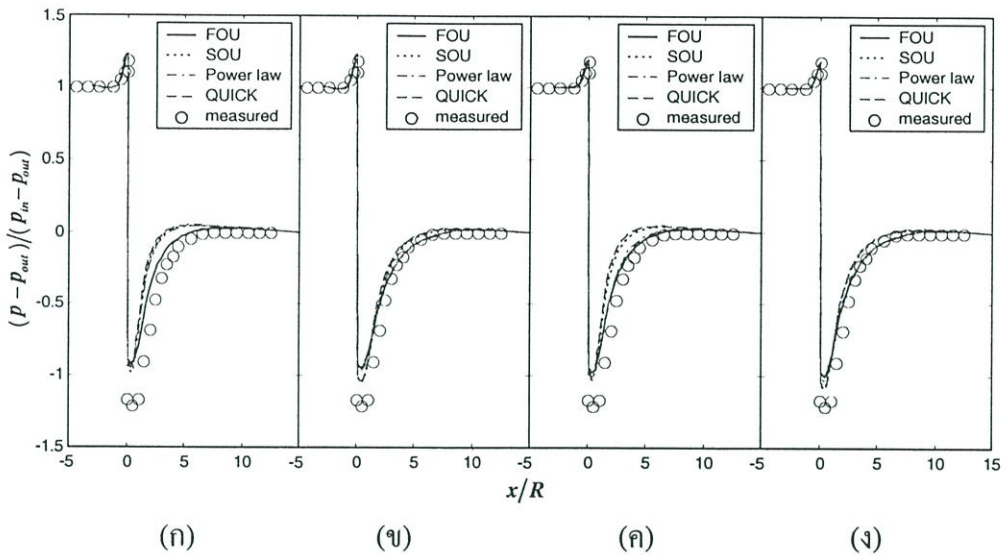 1.5
1
0.5
0
-0.5
-1
-1.5
(p − p_out)/(p_in − p_out)
FOU
SOU
Power law
QUICK
measured
FOU
SOU
Power law
QUICK
measured
FOU
SOU
Power law
QUICK
measured
FOU
SOU
Power law
QUICK
measured
-5 0 5 10 -5 0 5 10 -5 0 5 10 -5 0 5 10 15
x/R
(ก) (ข) (ค) (ง)